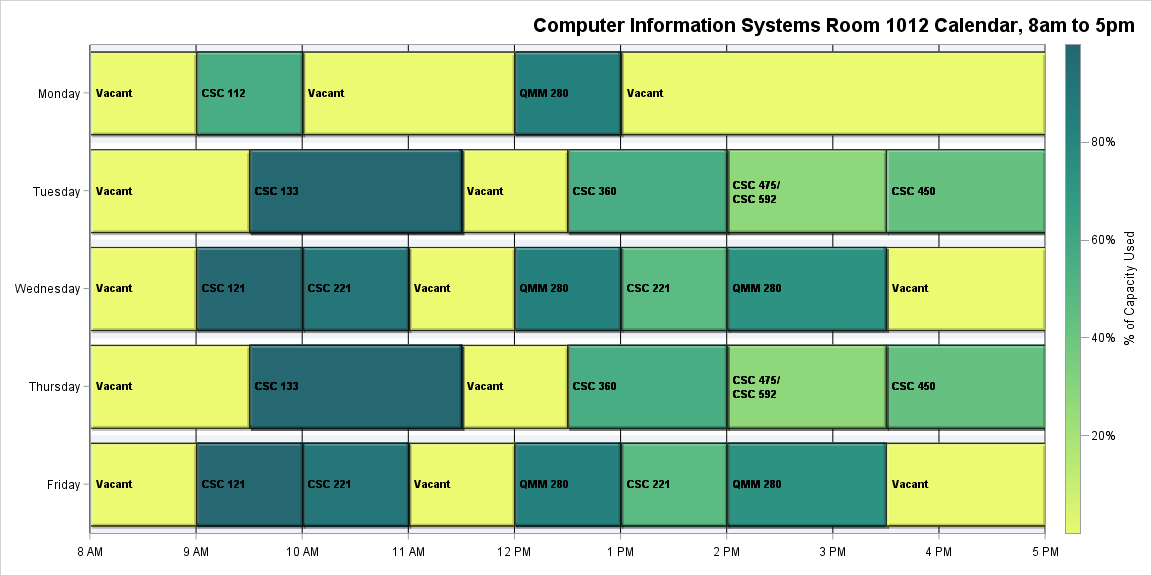 Computer Information Systems Room 1012 Calendar, 8am to 5pm
Monday
Vacant
CSC 112
Vacant
QMM 280
Vacant
Tuesday
Vacant
CSC 133
Vacant
CSC 360
CSC 475/
CSC 592
CSC 450
Wednesday
Vacant
CSC 121
CSC 221
Vacant
QMM 280
CSC 221
QMM 280
Vacant
Thursday
Vacant
CSC 133
Vacant
CSC 360
CSC 475/
CSC 592
CSC 450
Friday
Vacant
CSC 121
CSC 221
Vacant
QMM 280
CSC 221
QMM 280
Vacant
8 AM
9 AM
10 AM
11 AM
12 PM
1 PM
2 PM
3 PM
4 PM
5 PM
80%
60%
40%
20%
% of Capacity Used